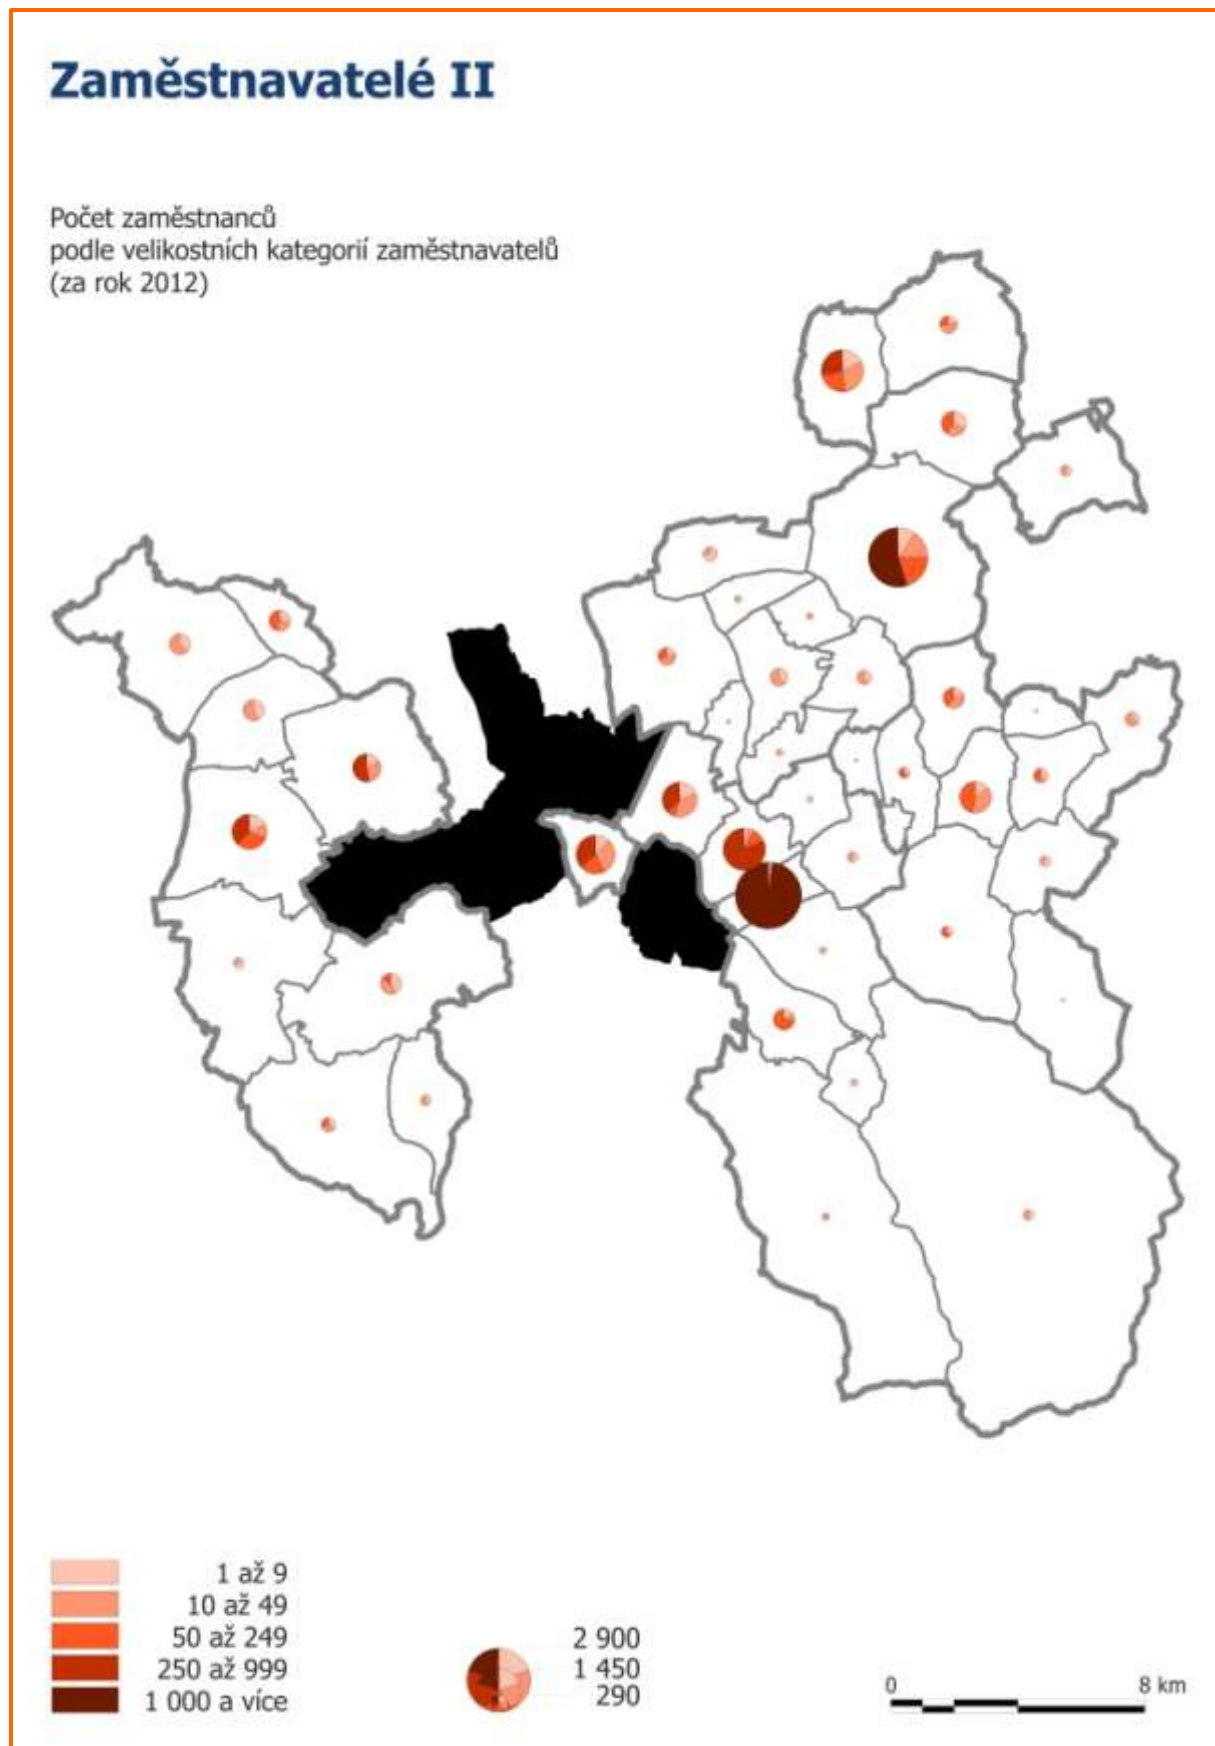 Zaměstnavatelé II
Počet zaměstnanců
podle velikostních kategorií zaměstnavatelů
(za rok 2012)
1 až 9
10 až 49
50 až 249
250 až 999
1 000 a více
2 900
1 450
290
0 8 km